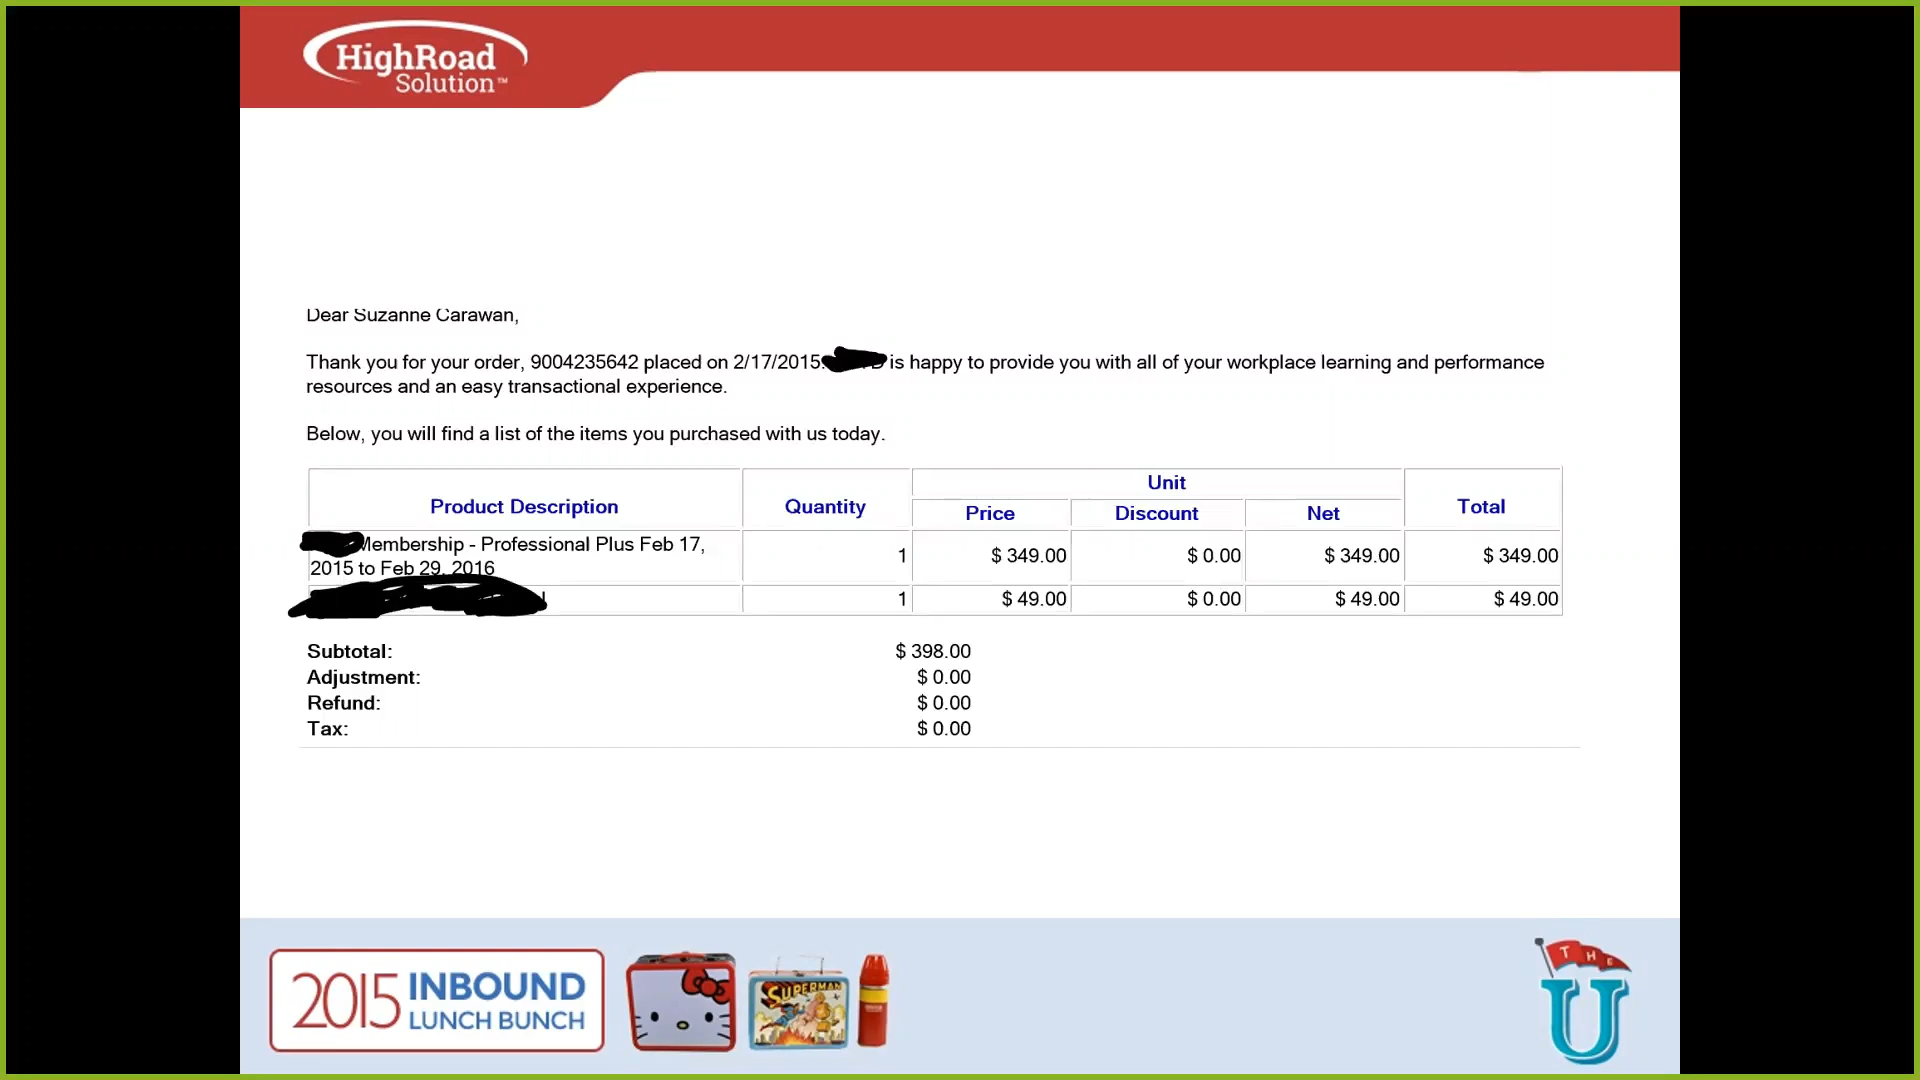 HighRoad
Solution™
Dear Suzanne Carawan,
Thank you for your order, 9004235642 placed on 2/17/2015. is happy to provide you with all of your workplace learning and performance
resources and an easy transactional experience.
Below, you will find a list of the items you purchased with us today.
Unit
Product Description Quantity Total
Price Discount Net
Membership - Professional Plus Feb 17, 1 $ 349.00 $ 0.00 $ 349.00 $ 349.00
2015 to Feb 29, 2016
1 $ 49.00 $ 0.00 $ 49.00 $ 49.00
Subtotal: $ 398.00
Adjustment: $ 0.00
Refund: $ 0.00
Tax: $ 0.00
2015 INBOUND
LUNCH BUNCH
SUPERMAN
THE
U